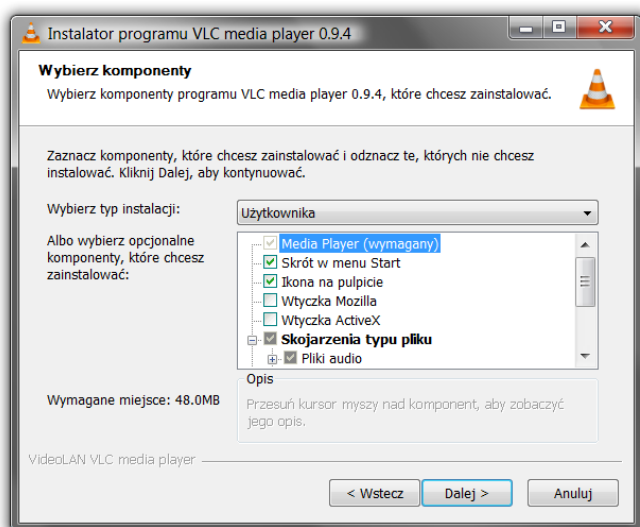 Instalator programu VLC media player 0.9.4
Wybierz komponenty
Wybierz komponenty programu VLC media player 0.9.4, które chcesz zainstalować.
Zaznacz komponenty, które chcesz zainstalować i odznacz te, których nie chcesz
instalować. Kliknij Dalej, aby kontynuować.
Wybierz typ instalacji:
Użytkownika
Albo wybierz opcjonalne
komponenty, które chcesz
zainstalować:
Media Player (wymagany)
Skrót w menu Start
Ikona na pulpicie
Wtyczka Mozilla
Wtyczka ActiveX
Skojarzenia typu pliku
Pliki audio
Wymagane miejsce: 48.0MB
Opis
Przesuń kursor myszy nad komponent, aby zobaczyć
jego opis.
VideoLAN VLC media player
< Wstecz
Dalej >
Anuluj